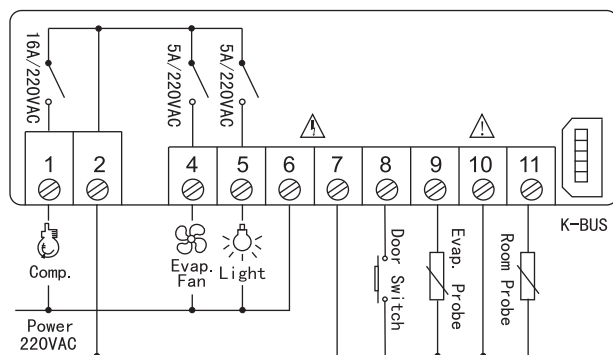 16A/220VAC
5A/220VAC
5A/220VAC
1 2 4 5 6 7 8 9 10 11
K-BUS
Comp.
Evap.
Fan
Light
Door Switch
Evap. Probe
Room Probe
Power
220VAC